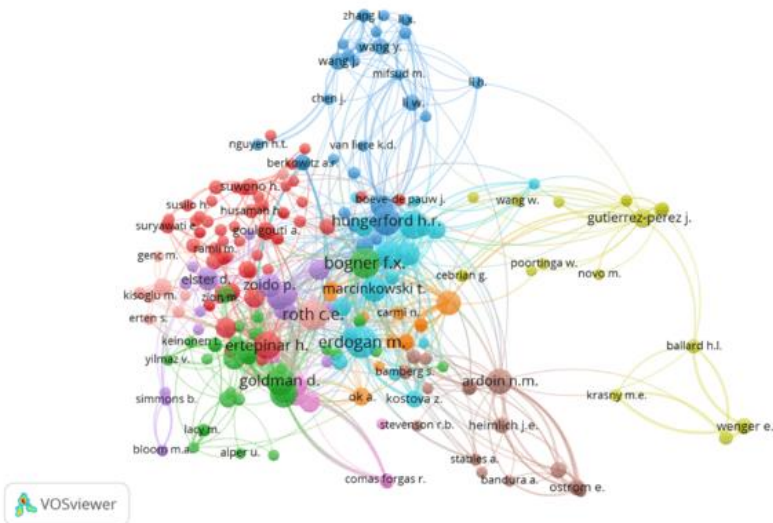 zhang l.
li x.
wang y.
wang j.
mifsud m.
li h.
chen j.
li w.
nguyen h.t.
van liere k.d.
berkowitz a.r.
suwono h.
boeve-de pauw j.
wang w.
susilo h.
husamah h.
hungerford h.r.
gutierrez-perez j.
suryawati e.
goulgouti a.
genc m.
ramli m.
bogner f.x.
poortinga w.
elster d.
zoido p.
marcinkowski t.
cebrian g.
novo m.
kisoglu m.
zion m.
roth c.e.
carmi n.
erten s.
keinonen t.
ertepinar h.
erdogan m.
ballard h.l.
yilmaz v.
goldman d.
bamberg s.
ardoin n.m.
simmons b.
ok a.
kostova z.
krasny m.e.
lacy m.
stevenson r.b.
heimlich j.e.
wenger e.
bloom m.a.
alper u.
staples a.
comas forgas r.
bandura a.
ostrom e.
VOSviewer